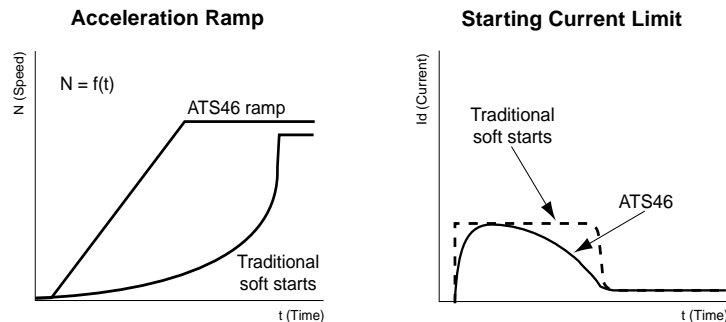 Acceleration Ramp
N (Speed)
N = f(t)
ATS46 ramp
Traditional
soft starts
t (Time)
Starting Current Limit
Id (Current)
Traditional
soft starts
ATS46
t (Time)